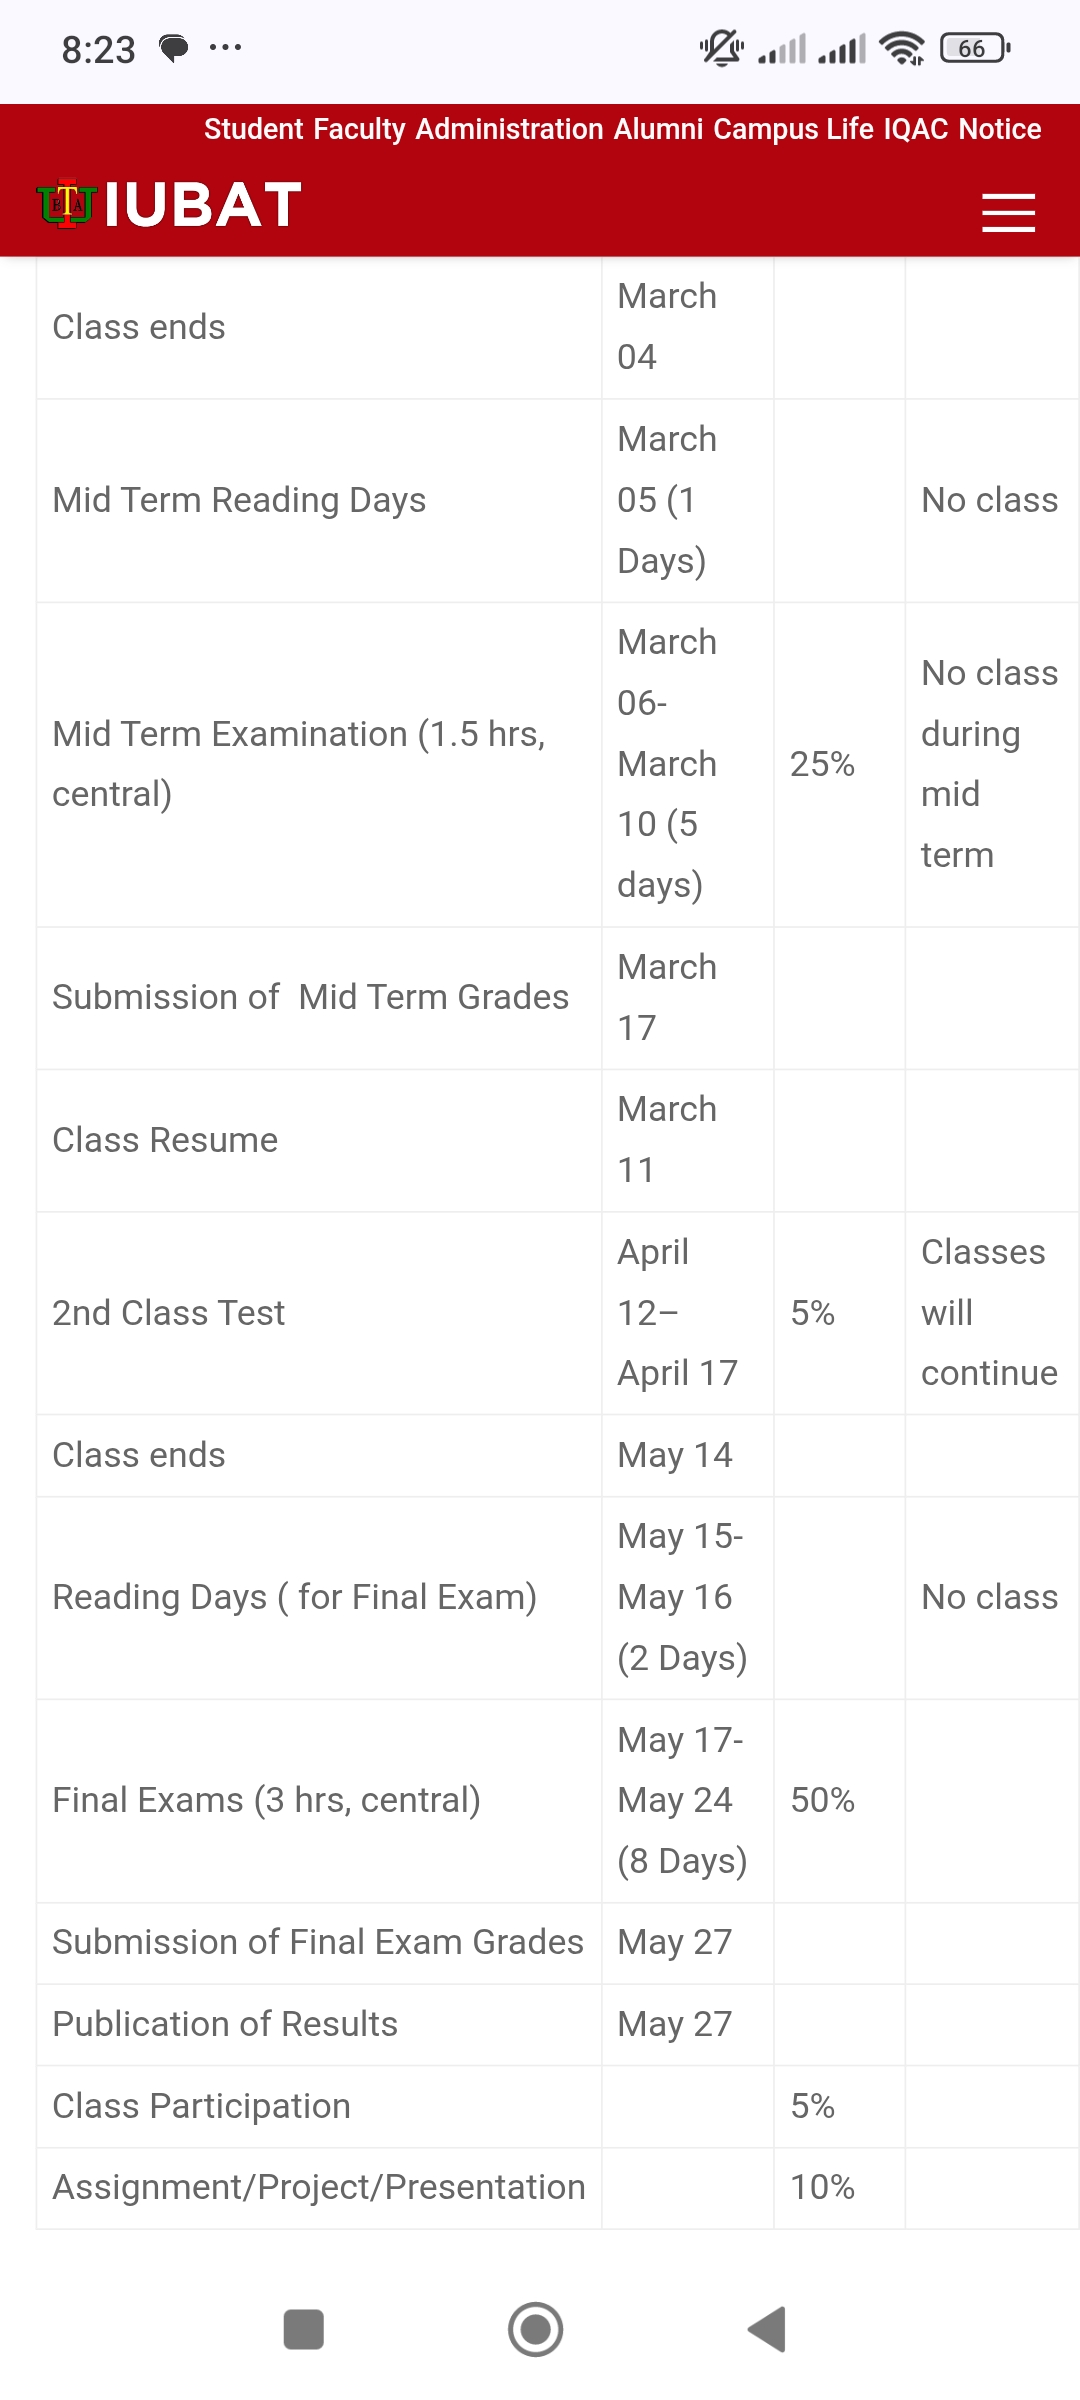 8:23
66
Student Faculty Administration Alumni Campus Life IQAC Notice
IUBAT
Class ends
March
04
Mid Term Reading Days
March
05 (1
Days)
No class
Mid Term Examination (1.5 hrs,
central)
March
06-
March
10 (5
days)
25%
No class
during
mid
term
Submission of  Mid Term Grades
March
17
Class Resume
March
11
2nd Class Test
April
12–
April 17
5%
Classes
will
continue
Class ends
May 14
Reading Days ( for Final Exam)
May 15-
May 16
(2 Days)
No class
Final Exams (3 hrs, central)
May 17-
May 24
(8 Days)
50%
Submission of Final Exam Grades
May 27
Publication of Results
May 27
Class Participation
5%
Assignment/Project/Presentation
10%